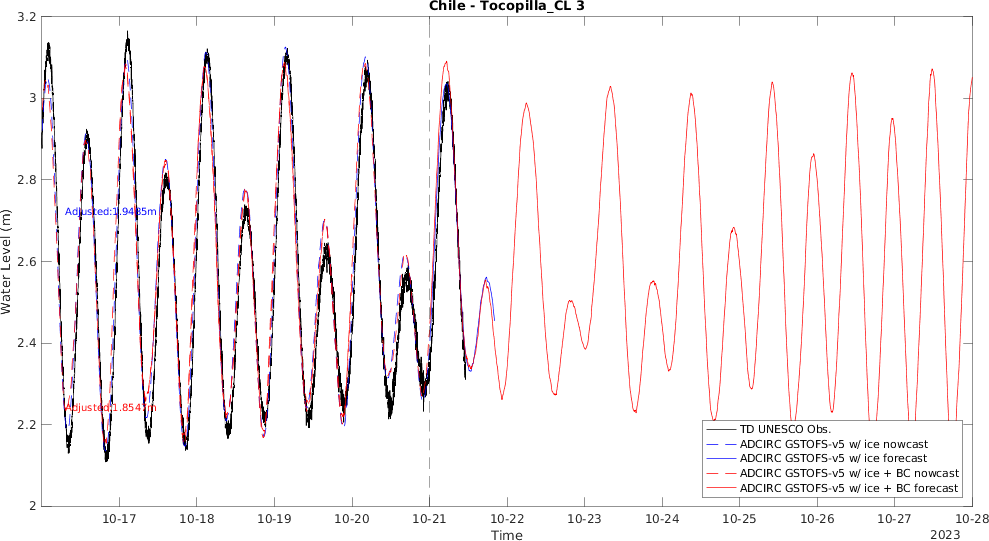 Chile - Tocopilla_CL 3
3.2
3
2.8
2.6
2.4
2.2
2
Water Level (m)
Adjusted:1.9485m
Adjusted:1.8547m
TD UNESCO Obs.
ADCIRC GSTOFS-v5 w/ ice nowcast
ADCIRC GSTOFS-v5 w/ ice forecast
ADCIRC GSTOFS-v5 w/ ice + BC nowcast
ADCIRC GSTOFS-v5 w/ ice + BC forecast
10-17 10-18 10-19 10-20 10-21 10-22 10-23 10-24 10-25 10-26 10-27 10-28
Time
2023